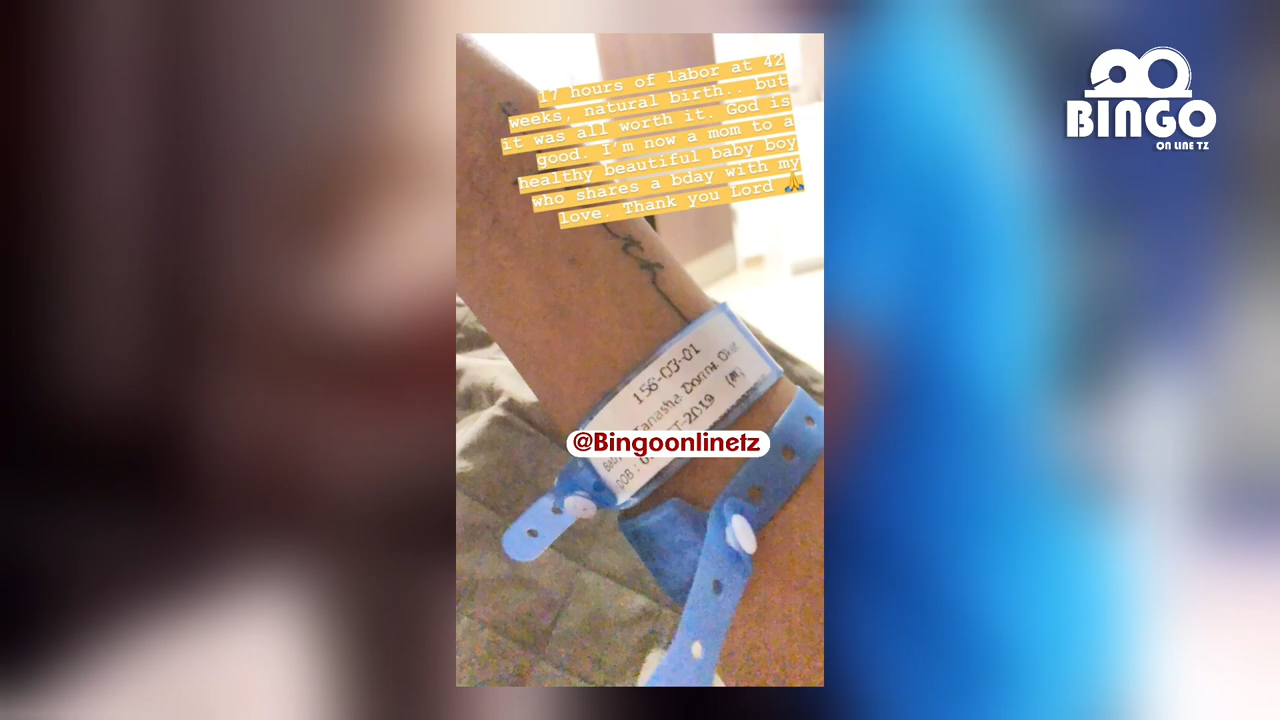 17 hours of labor at 42
weeks, natural birth.. but
it was all worth it. God is
good. I'm now a mom to a
healthy beautiful baby boy
who shares a bday with my
love. Thank you Lord 🙏
BINGO
ON LINE TZ
156-03-01
Tanasha Donna
T-2019 (M)
DOB :
@Bingoonlinetz